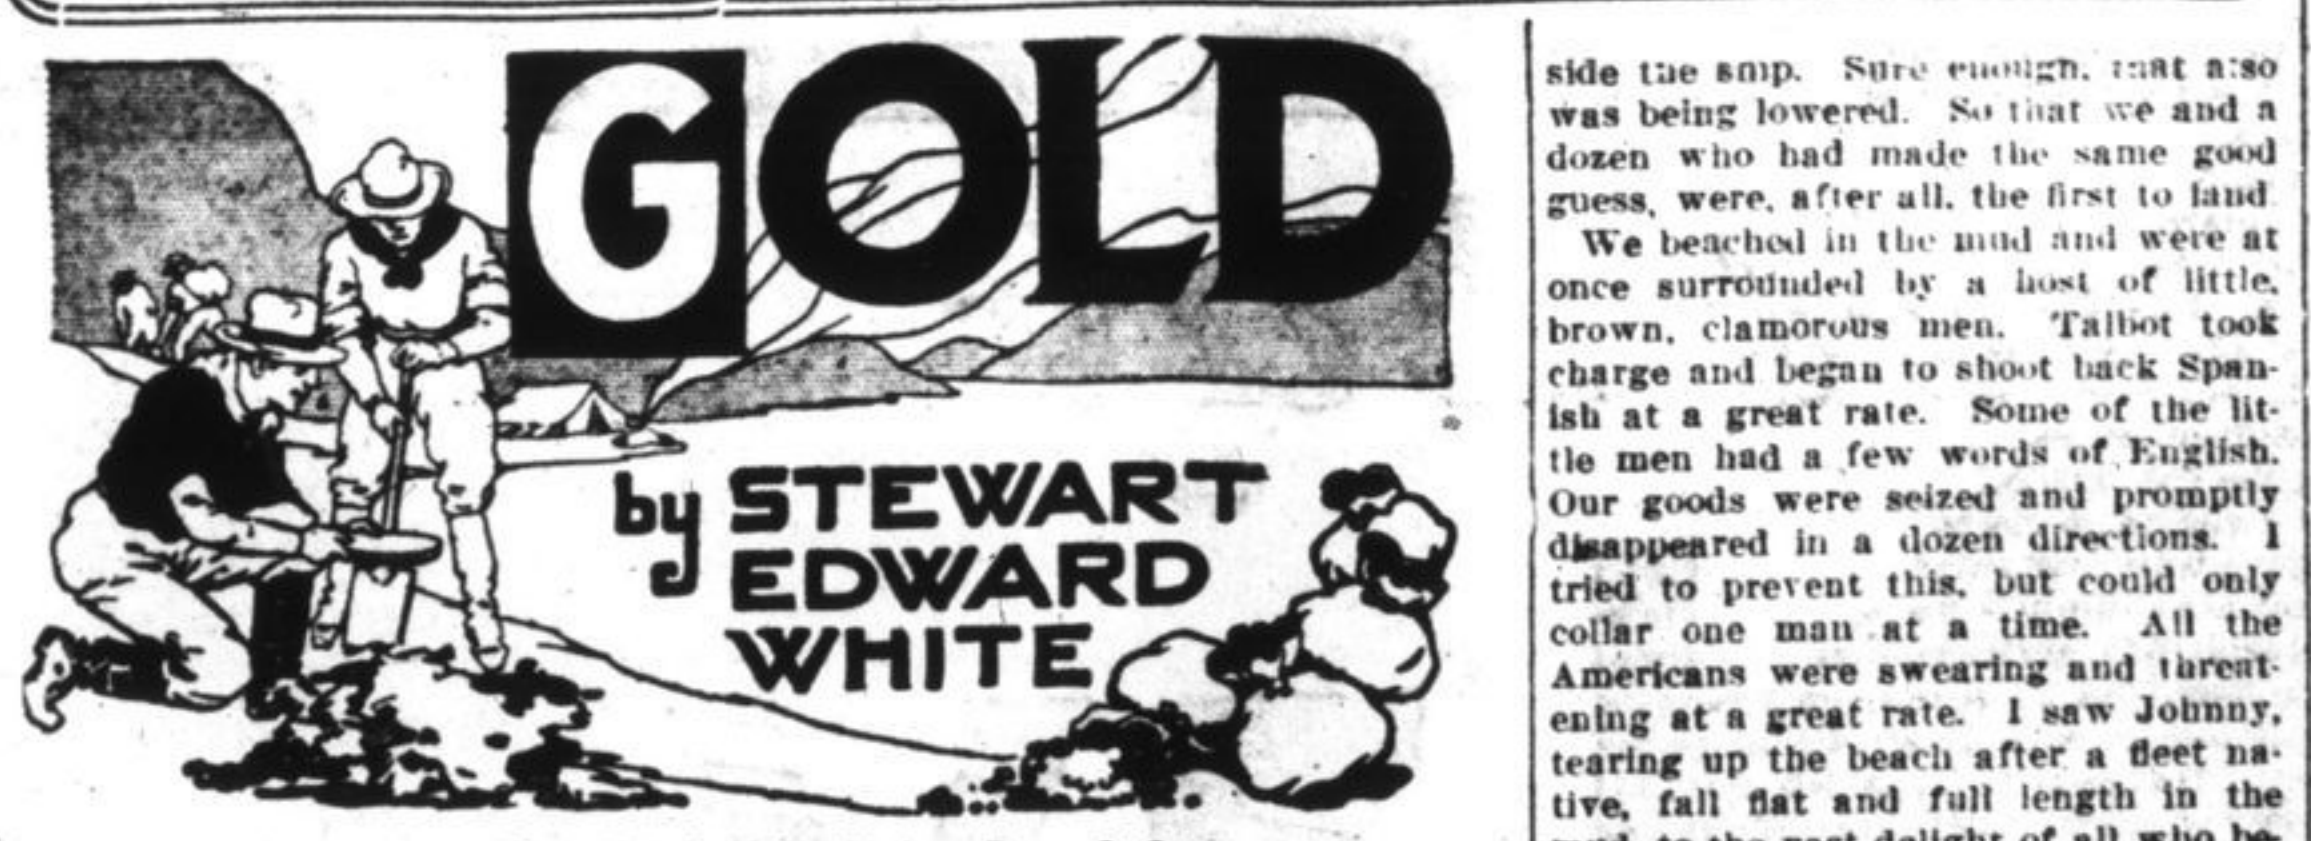 GOLD
by STEWART
EDWARD
WHITE
side the ship. Sure enough, that also
was being lowered. So that we and a
dozen who had made the same good
guess, were, after all, the first to land
We beached in the mud and were at
once surrounded by a host of little,
brown, clamorous men. Talbot took
charge and began to shoot back Span-
ish at a great rate. Some of the lit-
tle men had a few words of English.
Our goods were seized and promptly
disappeared in a dozen directions. I
tried to prevent this, but could only
collar one man at a time. All the
Americans were swearing and threat-
ening at a great rate. I saw Johnny,
tearing up the beach after a fleet na-
tive, fall flat and full length in the
delight of all who be-